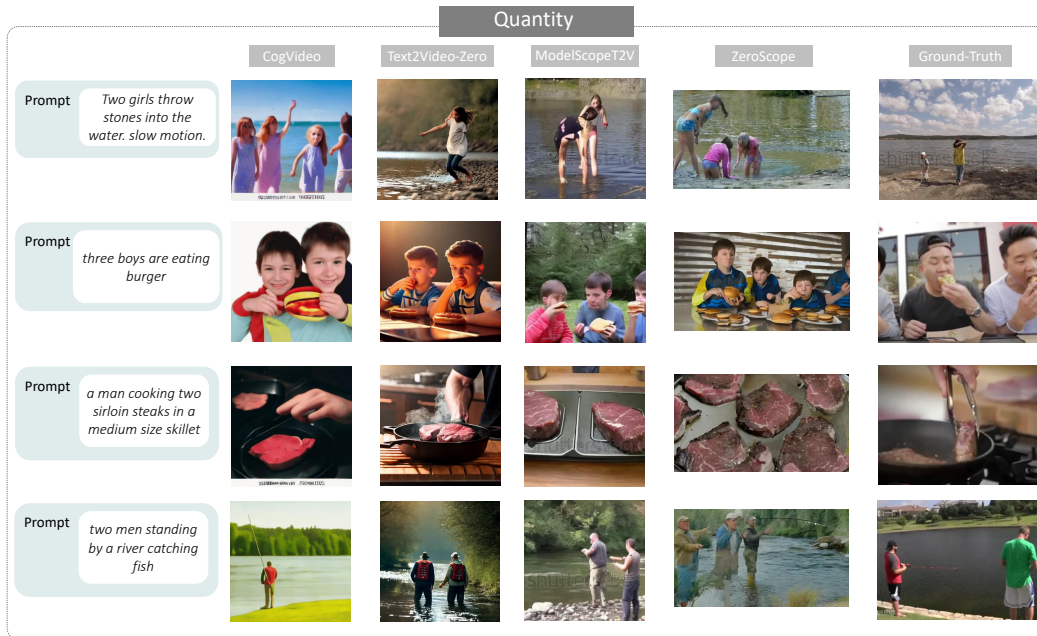 Quantity
CogVideo
Text2Video-Zero
ModelScopeT2V
ZeroScope
Ground-Truth
Prompt
Two girls throw
stones into the
water. slow motion.
shutterstock
Prompt
three boys are eating
burger
Prompt
a man cooking two
sirloin steaks in a
medium size skillet
Prompt
two men standing
by a river catching
fish